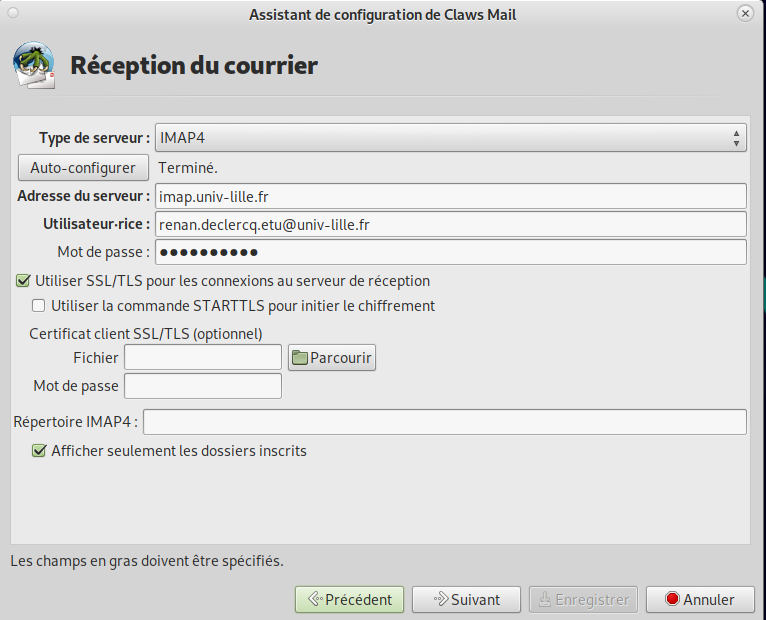 Assistant de configuration de Claws Mail
Réception du courrier
Type de serveur : IMAP4
Auto-configurer Terminé.
Adresse du serveur : imap.univ-lille.fr
Utilisateur·rice : renan.declercq.etu@univ-lille.fr
Mot de passe : ●●●●●●●●●●
Utiliser SSL/TLS pour les connexions au serveur de réception
Utiliser la commande STARTTLS pour initier le chiffrement
Certificat client SSL/TLS (optionnel)
Fichier Parcourir
Mot de passe
Répertoire IMAP4 :
Afficher seulement les dossiers inscrits
Les champs en gras doivent être spécifiés.
Précédent Suivant Enregistrer Annuler